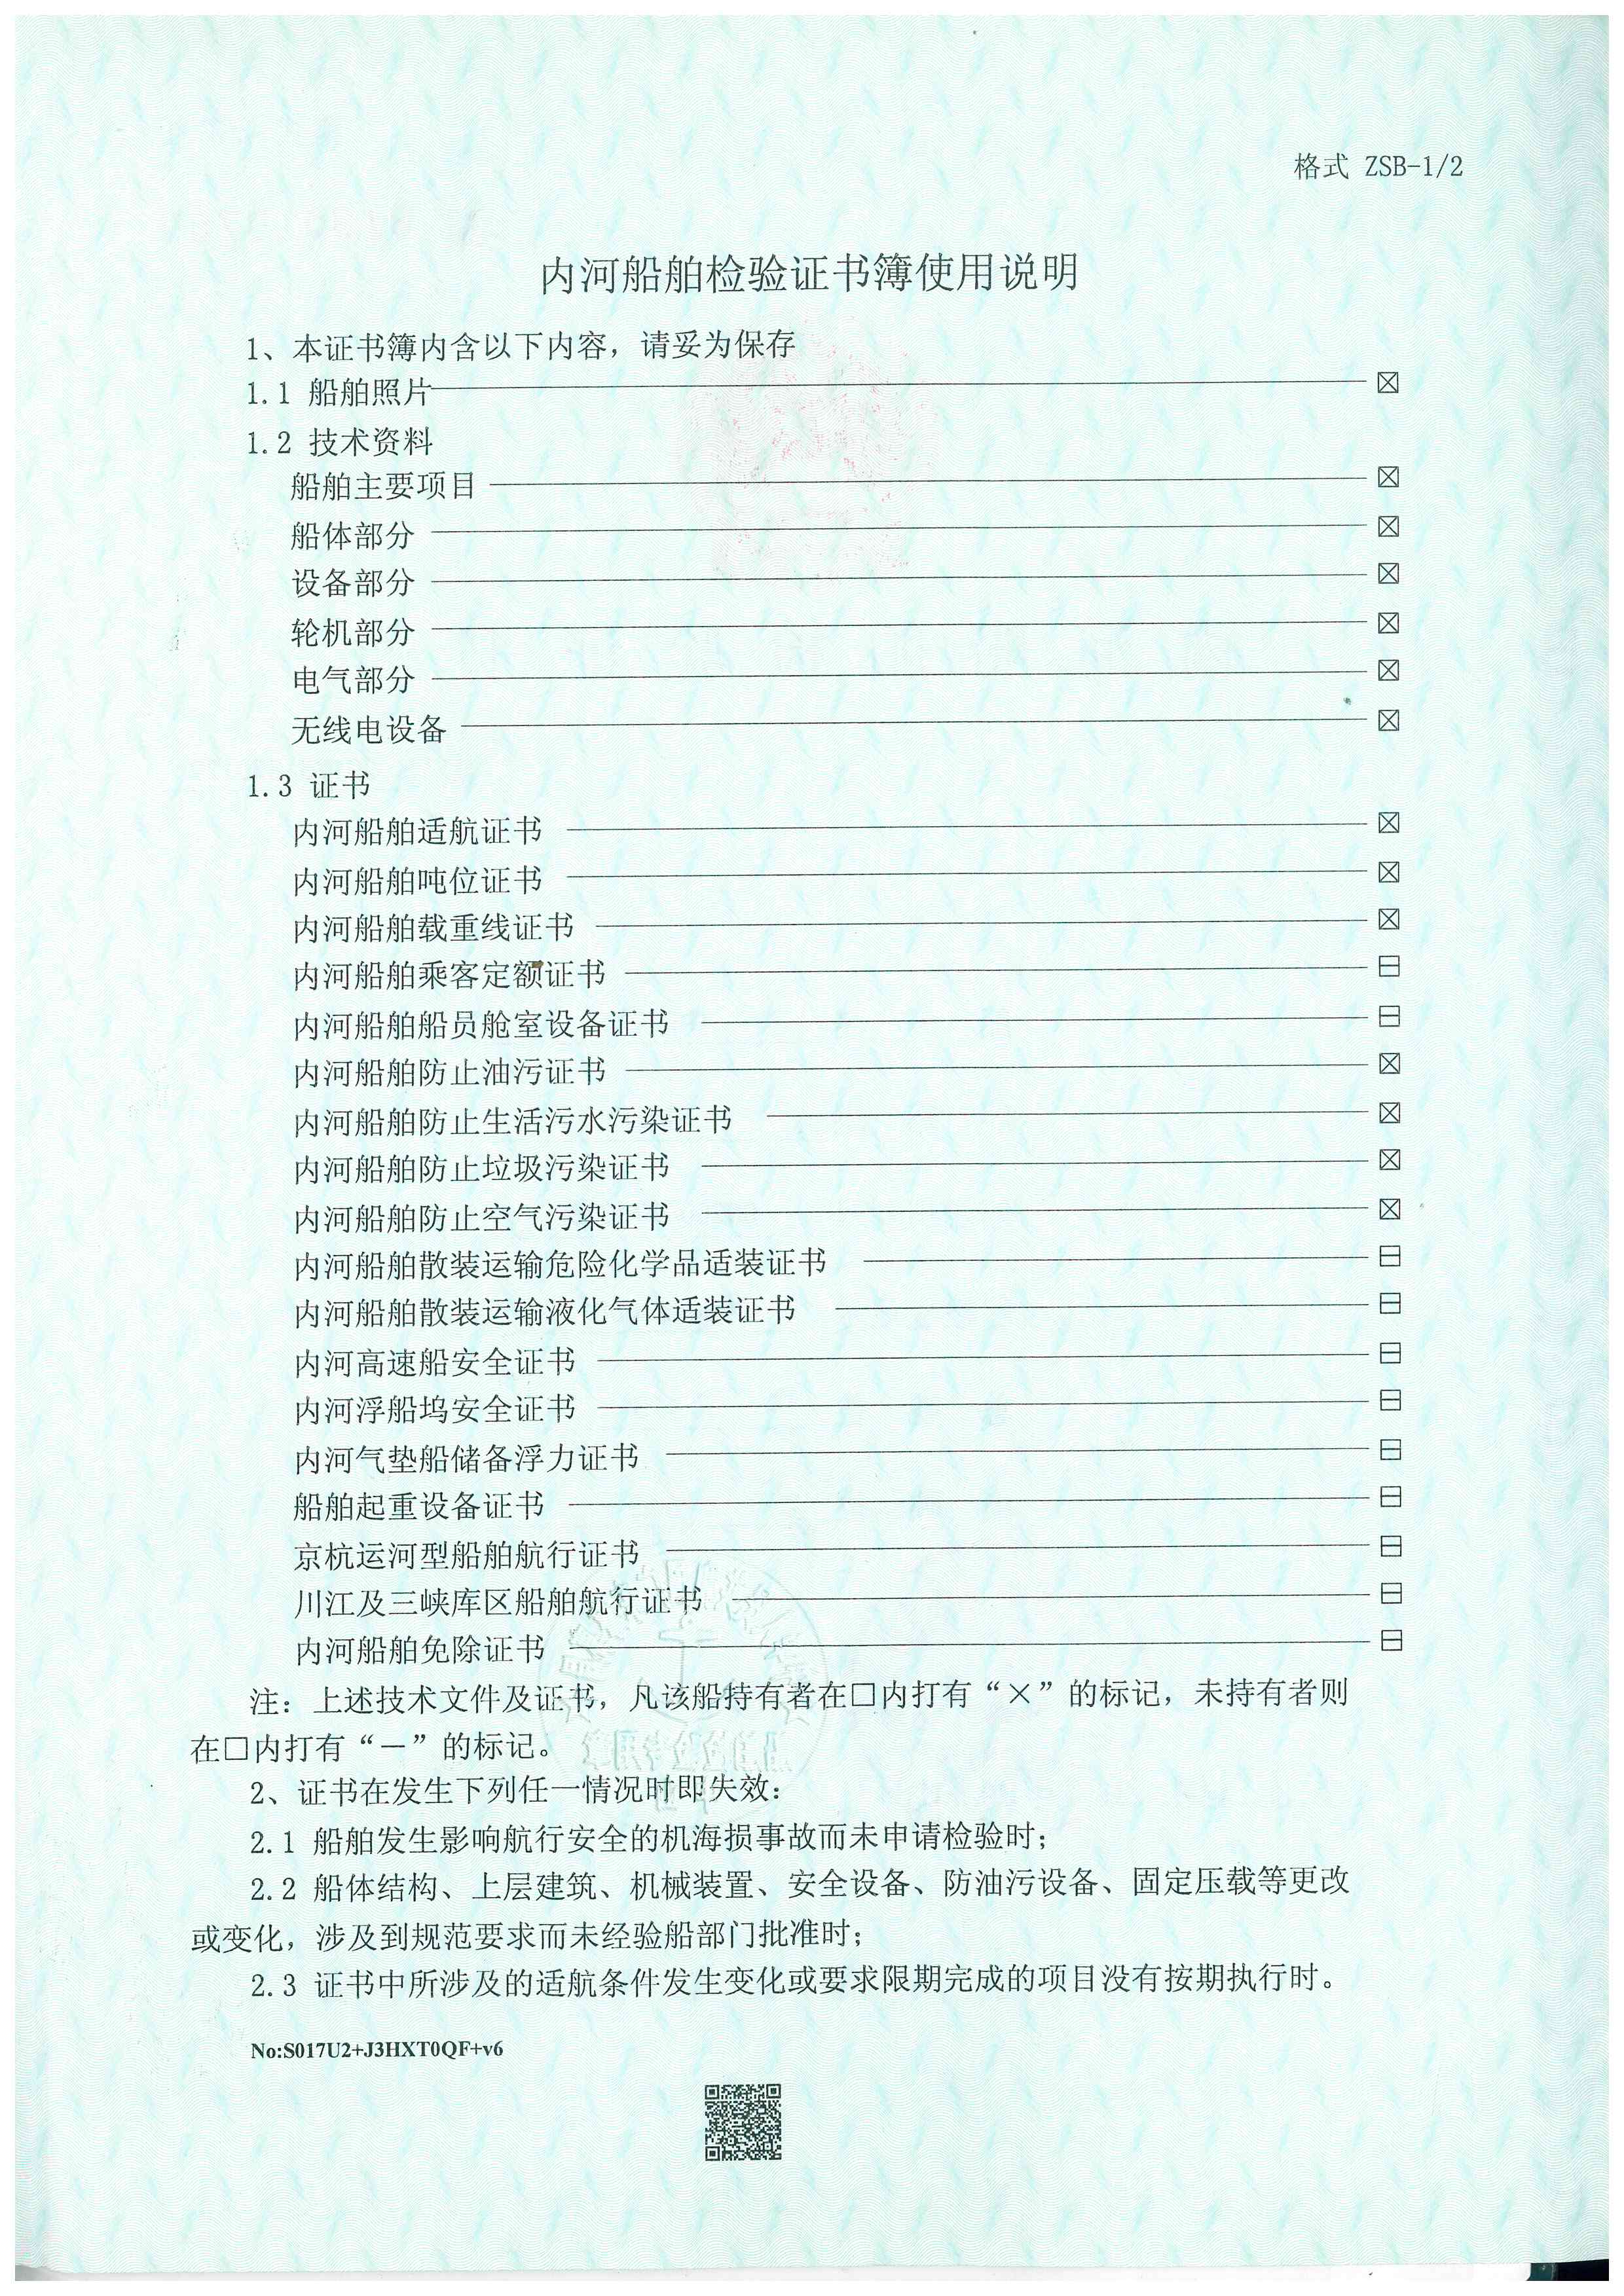 格式 ZSB-1/2
内河船舶检验证书簿使用说明
1、本证书簿内含以下内容，请妥为保存
1.1 船舶照片 ☒
1.2 技术资料
船舶主要项目 ☒
船体部分 ☒
设备部分 ☒
轮机部分 ☒
电气部分 ☒
无线电设备 ☒
1.3 证书
内河船舶适航证书 ☒
内河船舶吨位证书 ☒
内河船舶载重线证书 ☒
内河船舶乘客定额证书 ⊟
内河船舶船员舱室设备证书 ⊟
内河船舶防止油污证书 ☒
内河船舶防止生活污水污染证书 ☒
内河船舶防止垃圾污染证书 ☒
内河船舶防止空气污染证书 ☒
内河船舶散装运输危险化学品适装证书 ⊟
内河船舶散装运输液化气体适装证书 ⊟
内河高速船安全证书 ⊟
内河浮船坞安全证书 ⊟
内河气垫船储备浮力证书 ⊟
船舶起重设备证书 ⊟
京杭运河型船舶航行证书 ⊟
川江及三峡库区船舶航行证书 ⊟
内河船舶免除证书 ⊟
注：上述技术文件及证书，凡该船持有者在□内打有“×”的标记，未持有者则
在□内打有“－”的标记。
2、证书在发生下列任一情况时即失效：
2.1 船舶发生影响航行安全的机海损事故而未申请检验时；
2.2 船体结构、上层建筑、机械装置、安全设备、防油污设备、固定压载等更改
或变化，涉及到规范要求而未经验船部门批准时；
2.3 证书中所涉及的适航条件发生变化或要求限期完成的项目没有按期执行时。
No:S017U2+J3HXT0QF+v6